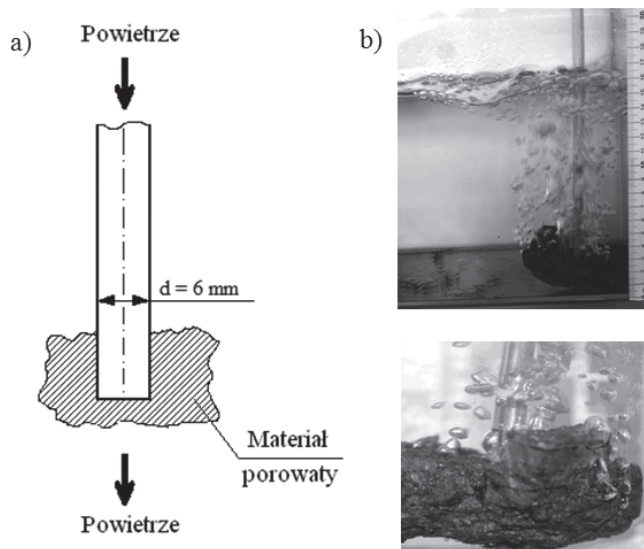 a)
Powietrze
d = 6 mm
Materiał
porowaty
Powietrze
b)